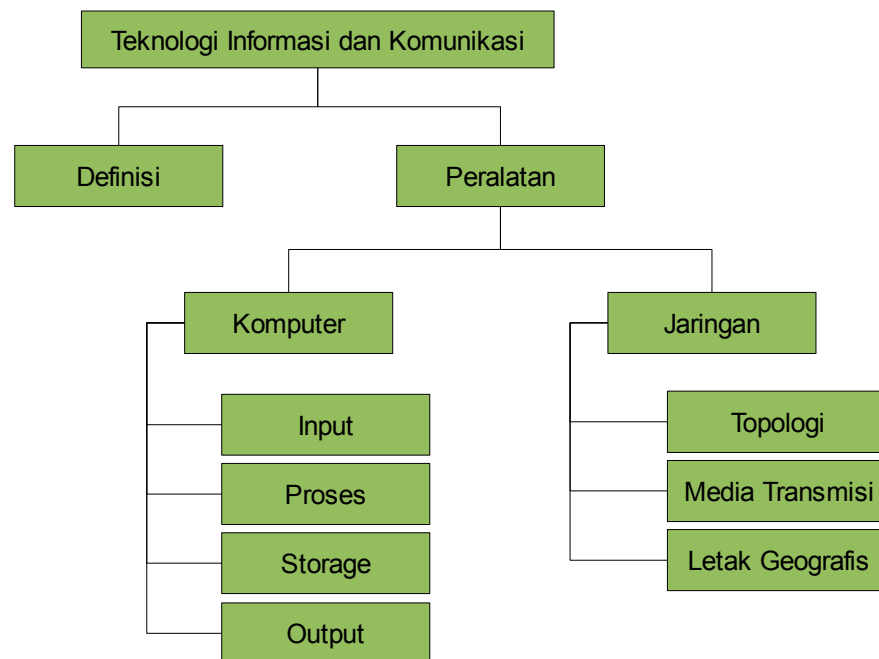 Teknologi Informasi dan Komunikasi
Definisi
Peralatan
Komputer
Jaringan
Input
Proses
Storage
Output
Topologi
Media Transmisi
Letak Geografis